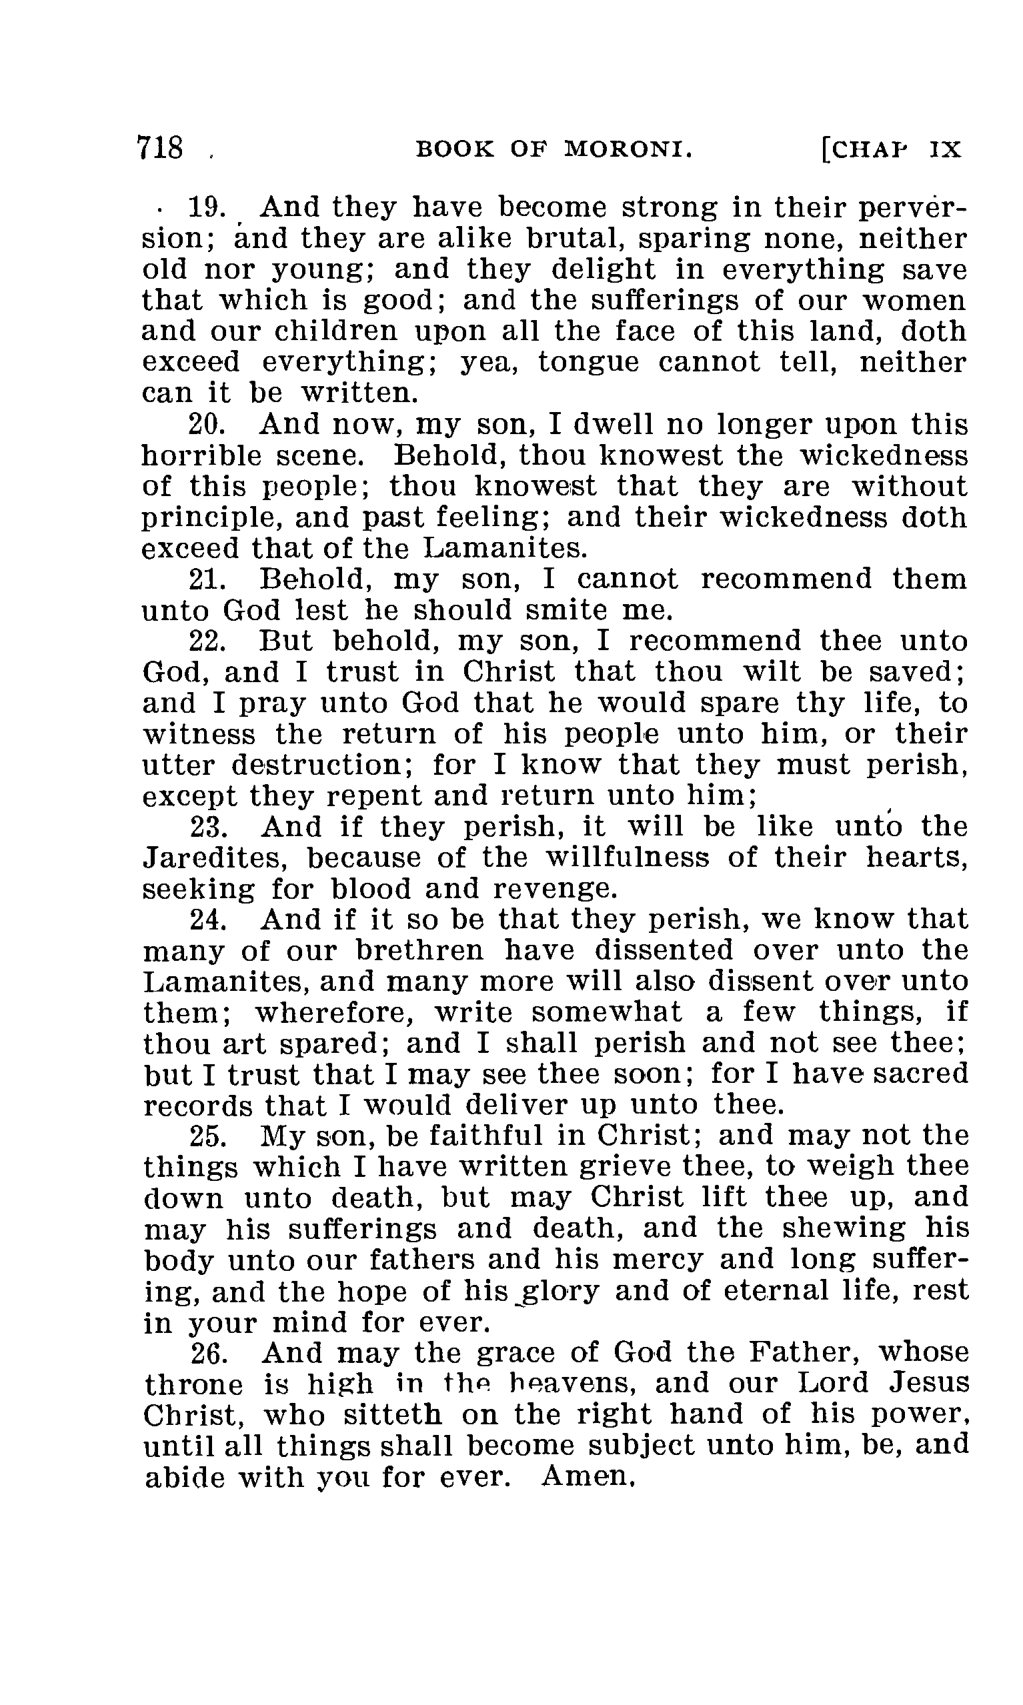 718 BOOK OF MORONI. [CHAP IX
19. And they have become strong in their perver-
sion; and they are alike brutal, sparing none, neither
old nor young; and they delight in everything save
that which is good; and the sufferings of our women
and our children upon all the face of this land, doth
exceed everything; yea, tongue cannot tell, neither
can it be written.
20. And now, my son, I dwell no longer upon this
horrible scene. Behold, thou knowest the wickedness
of this people; thou knowest that they are without
principle, and past feeling; and their wickedness doth
exceed that of the Lamanites.
21. Behold, my son, I cannot recommend them
unto God lest he should smite me.
22. But behold, my son, I recommend thee unto
God, and I trust in Christ that thou wilt be saved;
and I pray unto God that he would spare thy life, to
witness the return of his people unto him, or their
utter destruction; for I know that they must perish,
except they repent and return unto him;
23. And if they perish, it will be like unto the
Jaredites, because of the willfulness of their hearts,
seeking for blood and revenge.
24. And if it so be that they perish, we know that
many of our brethren have dissented over unto the
Lamanites, and many more will also dissent over unto
them; wherefore, write somewhat a few things, if
thou art spared; and I shall perish and not see thee;
but I trust that I may see thee soon; for I have sacred
records that I would deliver up unto thee.
25. My son, be faithful in Christ; and may not the
things which I have written grieve thee, to weigh thee
down unto death, but may Christ lift thee up, and
may his sufferings and death, and the shewing his
body unto our fathers and his mercy and long suffer-
ing, and the hope of his glory and of eternal life, rest
in your mind for ever.
26. And may the grace of God the Father, whose
throne is high in the heavens, and our Lord Jesus
Christ, who sitteth on the right hand of his power,
until all things shall become subject unto him, be, and
abide with you for ever. Amen.